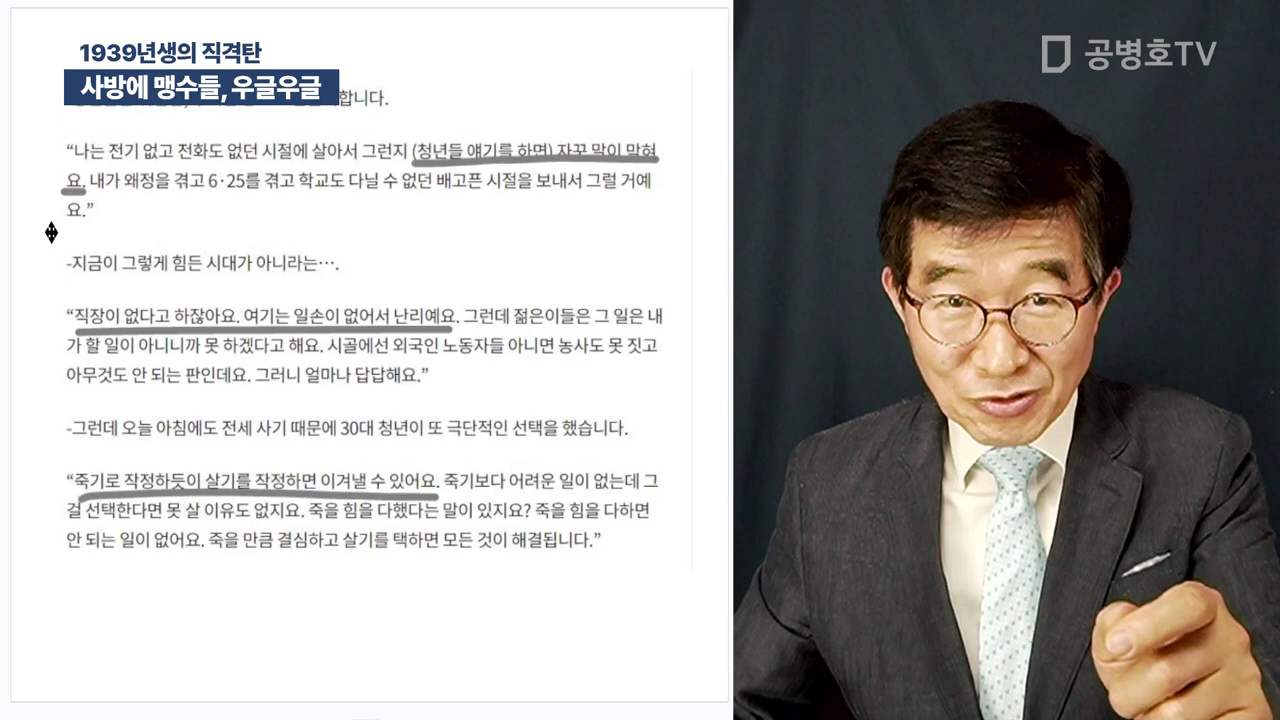 1939년생의 직격탄
사방에 맹수들, 우글우글
합니다.
공병호TV
“나는 전기 없고 전화도 없던 시절에 살아서 그런지 (청년들 얘기를 하면) 자꾸 말이 막혀
요. 내가 왜정을 겪고 6·25를 겪고 학교도 다닐 수 없던 배고픈 시절을 보내서 그럴 거예
요.”
-지금이 그렇게 힘든 시대가 아니라는….
“직장이 없다고 하잖아요. 여기는 일손이 없어서 난리예요. 그런데 젊은이들은 그 일은 내
가 할 일이 아니니까 못 하겠다고 해요. 시골에선 외국인 노동자들 아니면 농사도 못 짓고
아무것도 안 되는 판인데요. 그러니 얼마나 답답해요.”
-그런데 오늘 아침에도 전세 사기 때문에 30대 청년이 또 극단적인 선택을 했습니다.
“죽기로 작정하듯이 살기를 작정하면 이겨낼 수 있어요. 죽기보다 어려운 일이 없는데 그
걸 선택한다면 못 살 이유도 없지요. 죽을 힘을 다했다는 말이 있지요? 죽을 힘을 다하면
안 되는 일이 없어요. 죽을 만큼 결심하고 살기를 택하면 모든 것이 해결됩니다.”